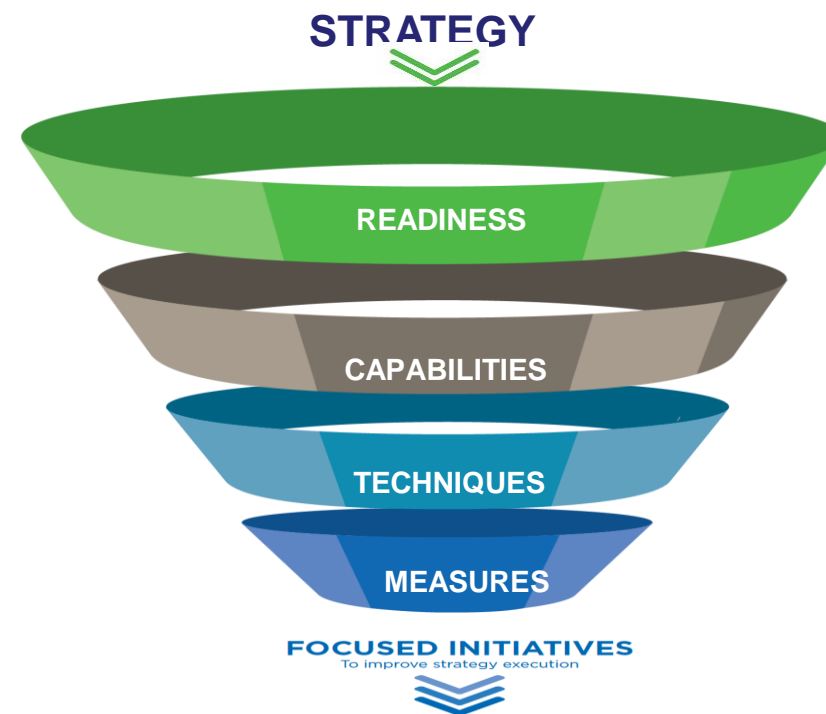 STRATEGY
READINESS
CAPABILITIES
TECHNIQUES
MEASURES
FOCUSED INITIATIVES
To improve strategy execution